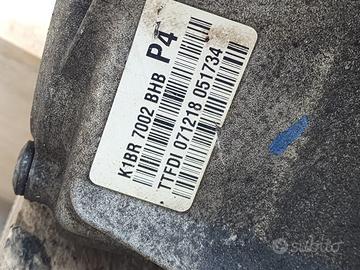 K1BR 7002 BHB P4
TTFDI 071218 051734
subito